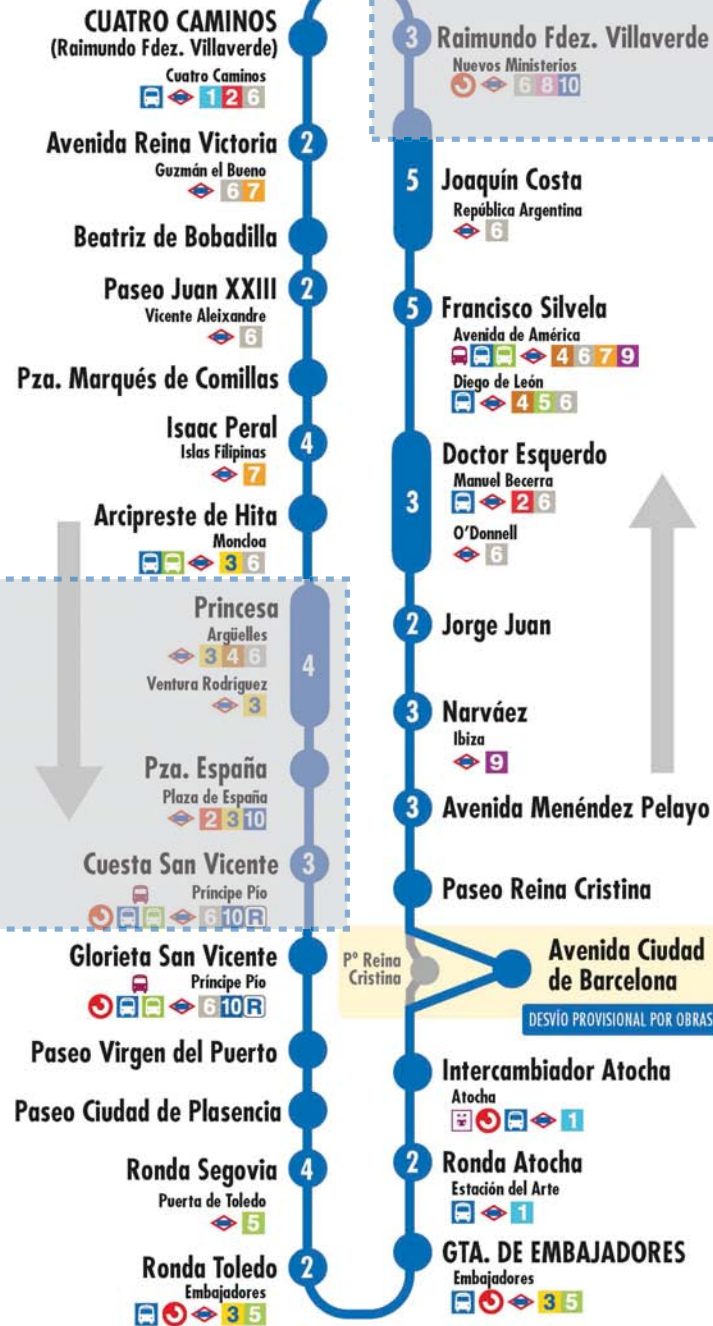 CUATRO CAMINOS
(Raimundo Fdez. Villaverde)
Cuatro Caminos
1 2 6
Avenida Reina Victoria 2
Guzmán el Bueno
6 7
Beatriz de Bobadilla
Paseo Juan XXIII 2
Vicente Aleixandre
6
Pza. Marqués de Comillas
Isaac Peral 4
Islas Filipinas
7
Arcipreste de Hita
Moncloa
3 6
Princesa
Argüelles
3 4 6
4
Ventura Rodríguez
3
Pza. España
Plaza de España
2 3 10
Cuesta San Vicente 3
Príncipe Pío
6 10 R
Glorieta San Vicente
Príncipe Pío
6 10 R
Paseo Virgen del Puerto
Paseo Ciudad de Plasencia
Ronda Segovia 4
Puerta de Toledo
5
Ronda Toledo 2
Embajadores
3 5
3 Raimundo Fdez. Villaverde
Nuevos Ministerios
6 8 10
5 Joaquín Costa
República Argentina
6
5 Francisco Silvela
Avenida de América
4 6 7 9
Diego de León
4 5 6
Doctor Esquerdo
Manuel Becerra
2 6
3
O'Donnell
6
2 Jorge Juan
3 Narváez
Ibiza
9
3 Avenida Menéndez Pelayo
Paseo Reina Cristina
Pº Reina
Cristina
Avenida Ciudad
de Barcelona
DESVÍO PROVISIONAL POR OBRAS
Intercambiador Atocha
Atocha
1
2 Ronda Atocha
Estación del Arte
1
GTA. DE EMBAJADORES
Embajadores
3 5